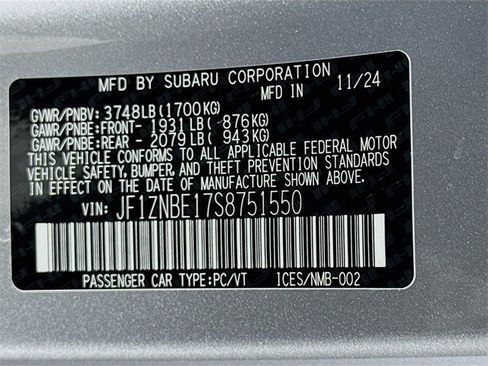 MFD BY SUBARU CORPORATION
MFD IN JAPAN 11/24
GVWR/PNBV: 3748LB(1700KG)
GAWR/PNBE:FRONT- 1931LB( 876KG)
GAWR/PNBE:REAR - 2079LB( 943KG)
THIS VEHICLE CONFORMS TO ALL APPLICABLE FEDERAL MOTOR
VEHICLE SAFETY, BUMPER, AND THEFT PREVENTION STANDARDS
IN EFFECT ON THE DATE OF MANUFACTURE SHOWN ABOVE.
VIN: JF1ZNBE17S8751550
PASSENGER CAR TYPE:PC/VT ICES/NMB-002